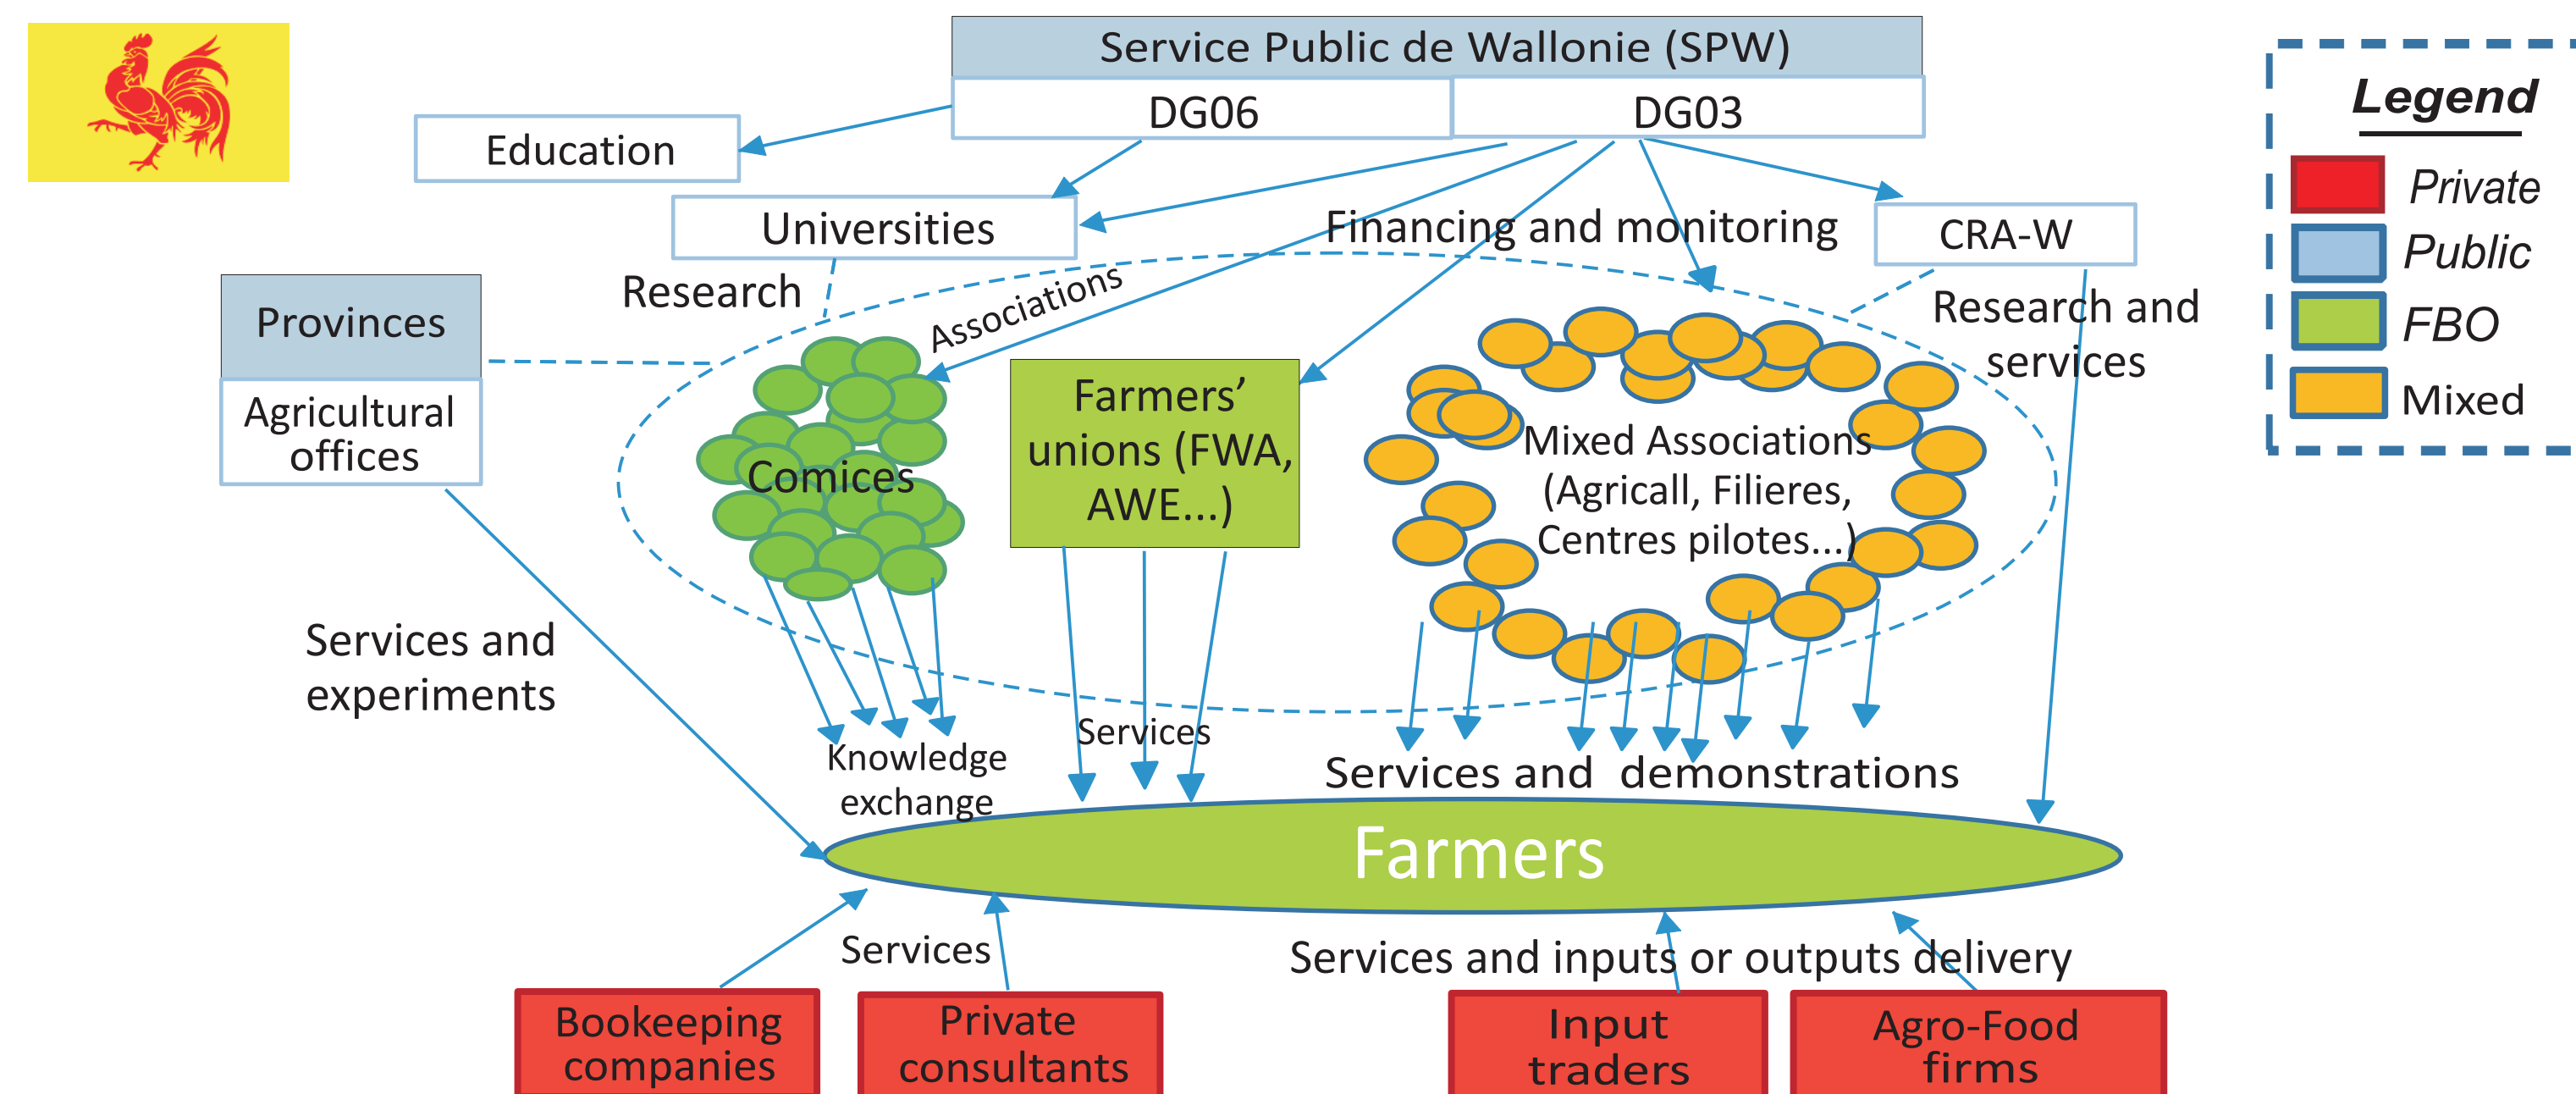 Service Public de Wallonie (SPW)
DG06
DG03
Education
Universities
Financing and monitoring
CRA-W
Research
Associations
Research and
services
Provinces
Agricultural
offices
Comices
Farmers’
unions (FWA,
AWE...)
Mixed Associations
(Agricall, Filieres,
Centres pilotes...)
Services and
experiments
Knowledge
exchange
Services
Services and demonstrations
Farmers
Services
Services and inputs or outputs delivery
Bookeeping
companies
Private
consultants
Input
traders
Agro-Food
firms
Legend
Private
Public
FBO
Mixed